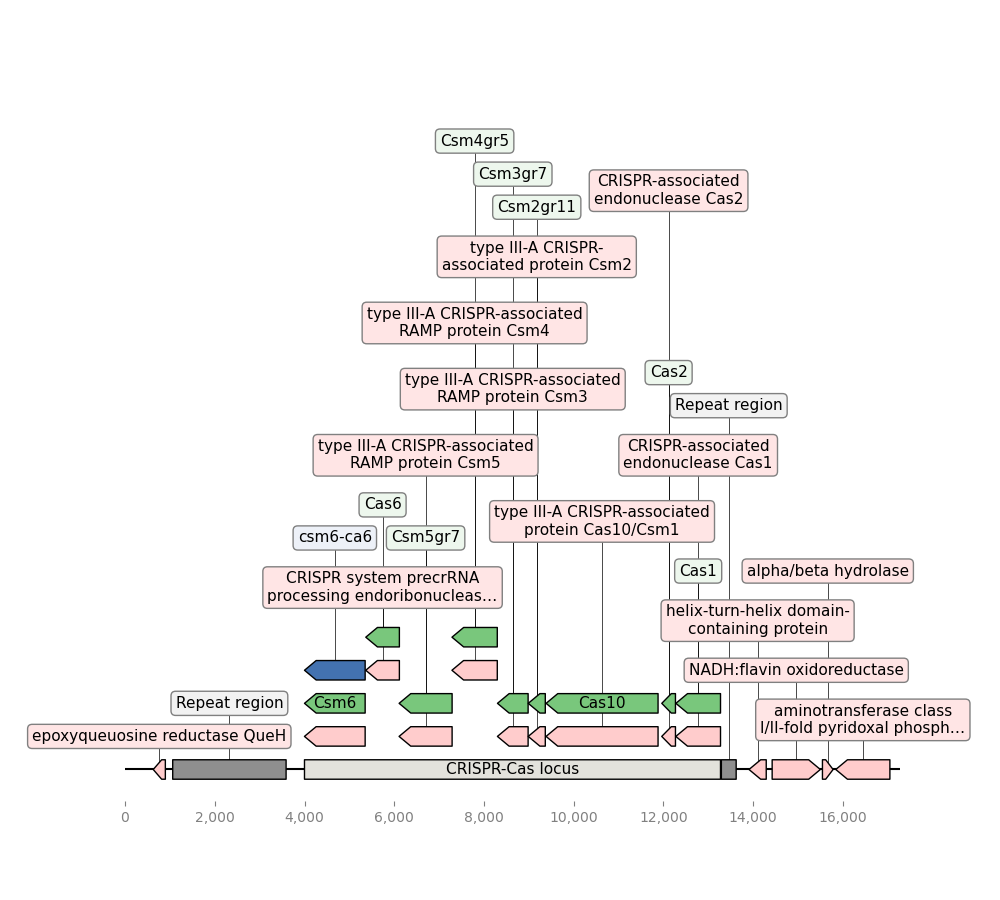 Csm4gr5
Csm3gr7
CRISPR-associated
endonuclease Cas2
Csm2gr11
type III-A CRISPR-
associated protein Csm2
type III-A CRISPR-associated
RAMP protein Csm4
Cas2
type III-A CRISPR-associated
RAMP protein Csm3
Repeat region
type III-A CRISPR-associated
RAMP protein Csm5
CRISPR-associated
endonuclease Cas1
Cas6
type III-A CRISPR-associated
protein Cas10/Csm1
csm6-ca6
Csm5gr7
Cas1
alpha/beta hydrolase
CRISPR system precrRNA
processing endoribonucleas...
helix-turn-helix domain-
containing protein
NADH:flavin oxidoreductase
Repeat region
Csm6
Cas10
aminotransferase class
I/II-fold pyridoxal phosph...
epoxyqueuosine reductase QueH
CRISPR-Cas locus
0
2,000
4,000
6,000
8,000
10,000
12,000
14,000
16,000